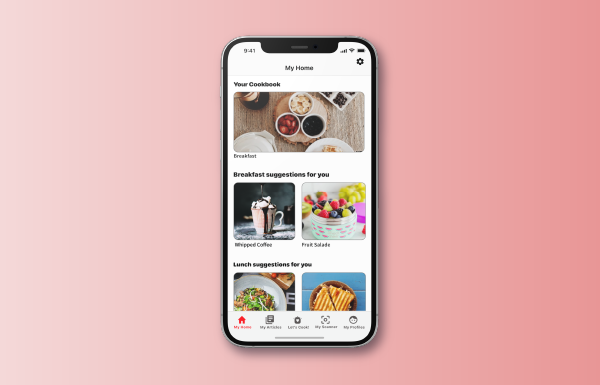 9:41
My Home
Your Cookbook
Breakfast
Breakfast suggestions for you
Whipped Coffee
Fruit Salade
Lunch suggestions for you
My Home
My Articles
Let's Cook!
My Scanner
My Profiles